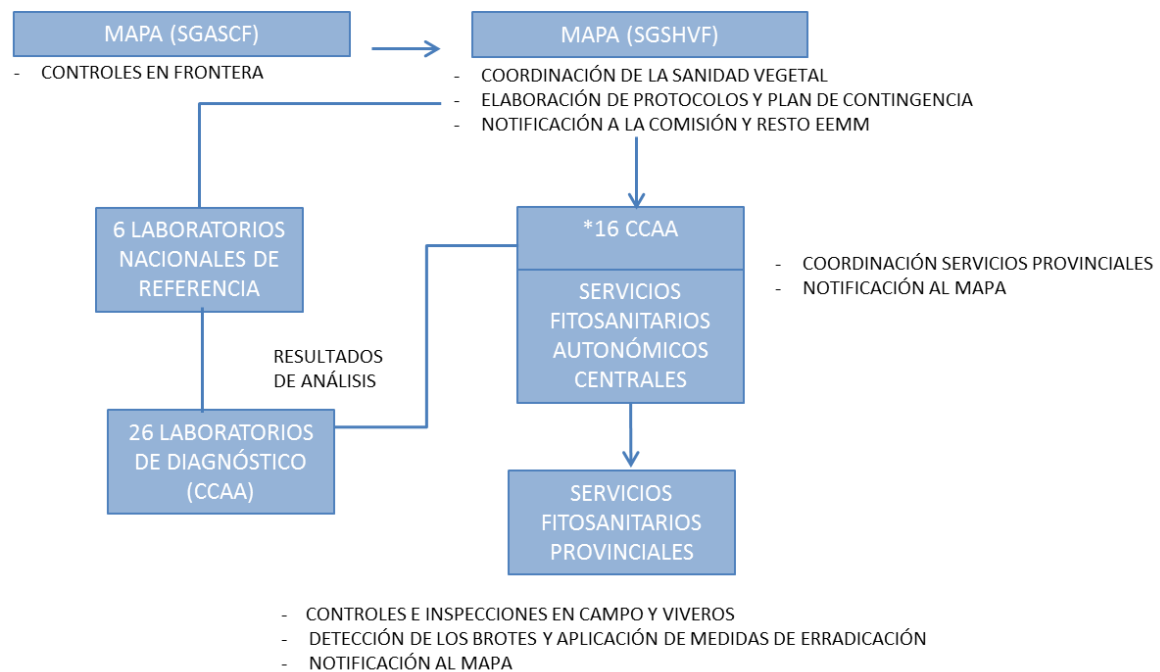 MAPA (SGASCF)
MAPA (SGSHVF)
- CONTROLES EN FRONTERA
- COORDINACIÓN DE LA SANIDAD VEGETAL
- ELABORACIÓN DE PROTOCOLOS Y PLAN DE CONTINGENCIA
- NOTIFICACIÓN A LA COMISIÓN Y RESTO EEMM
6 LABORATORIOS
NACIONALES DE
REFERENCIA
*16 CCAA
SERVICIOS
FITOSANITARIOS
AUTONÓMICOS
CENTRALES
- COORDINACIÓN SERVICIOS PROVINCIALES
- NOTIFICACIÓN AL MAPA
RESULTADOS
DE ANÁLISIS
26 LABORATORIOS
DE DIAGNÓSTICO
(CCAA)
SERVICIOS
FITOSANITARIOS
PROVINCIALES
- CONTROLES E INSPECCIONES EN CAMPO Y VIVEROS
- DETECCIÓN DE LOS BROTES Y APLICACIÓN DE MEDIDAS DE ERRADICACIÓN
- NOTIFICACIÓN AL MAPA